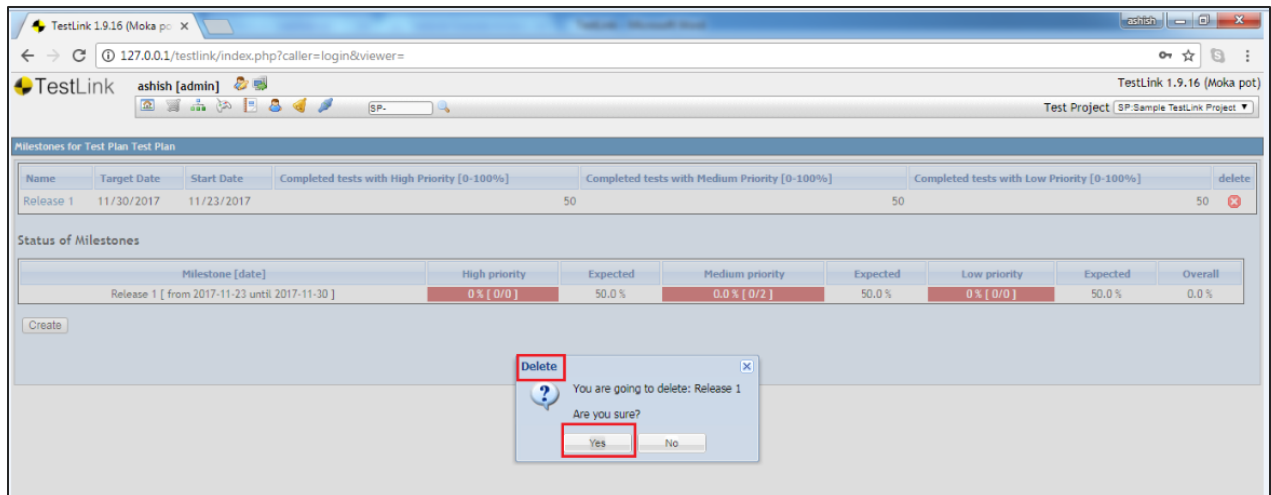 TestLink 1.9.16 (Moka po
ashish
127.0.0.1/testlink/index.php?caller=login&viewer=
TestLink ashish [admin] TestLink 1.9.16 (Moka pot)
SP- Test Project SP:Sample TestLink Project
Milestones for Test Plan Test Plan
Name Target Date Start Date Completed tests with High Priority [0-100%] Completed tests with Medium Priority [0-100%] Completed tests with Low Priority [0-100%] delete
Release 1 11/30/2017 11/23/2017 50 50 50
Status of Milestones
Milestone [date] High priority Expected Medium priority Expected Low priority Expected Overall
Release 1 [ from 2017-11-23 until 2017-11-30 ] 0 % [ 0/0 ] 50.0 % 0.0 % [ 0/2 ] 50.0 % 0 % [ 0/0 ] 50.0 % 0.0 %
Create
Delete
You are going to delete: Release 1
Are you sure?
Yes No